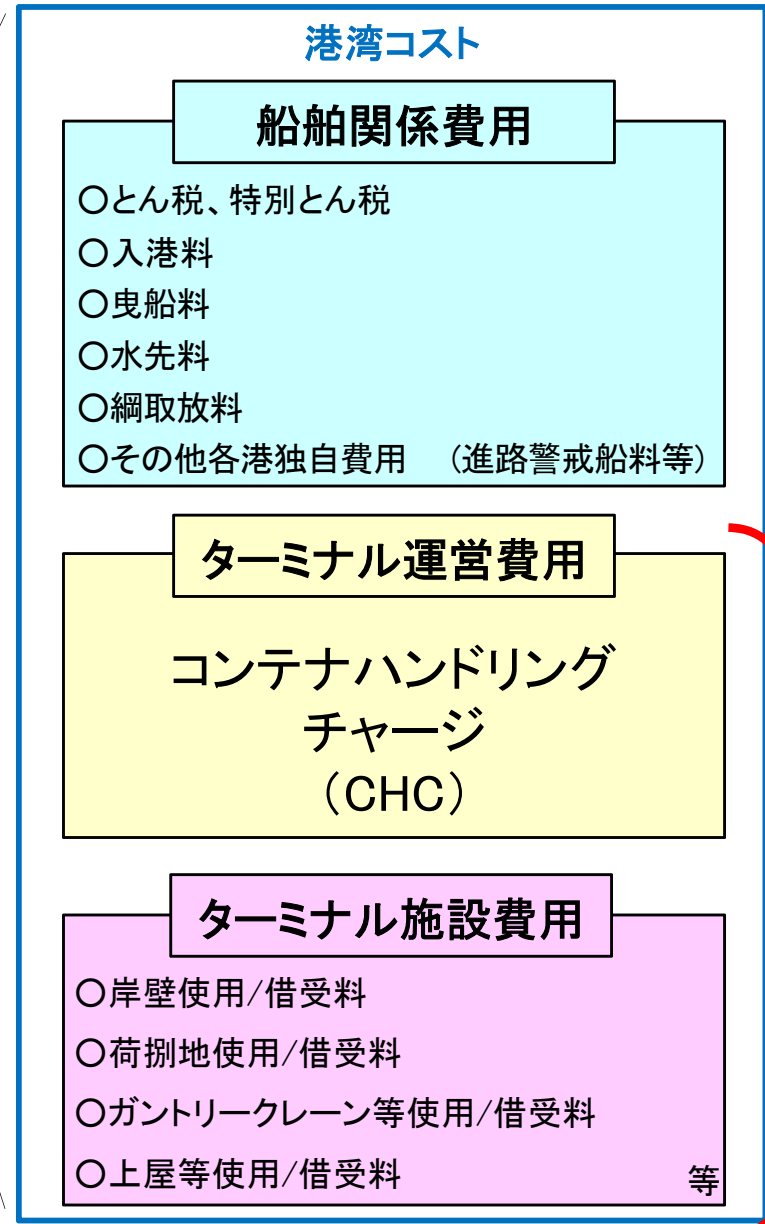 港湾コスト
船舶関係費用
○とん税、特別とん税
○入港料
○曳船料
○水先料
○綱取放料
○その他各港独自費用　（進路警戒船料等）
ターミナル運営費用
コンテナハンドリング
チャージ
（CHC）
ターミナル施設費用
○岸壁使用/借受料
○荷捌地使用/借受料
○ガントリークレーン等使用/借受料
○上屋等使用/借受料　等